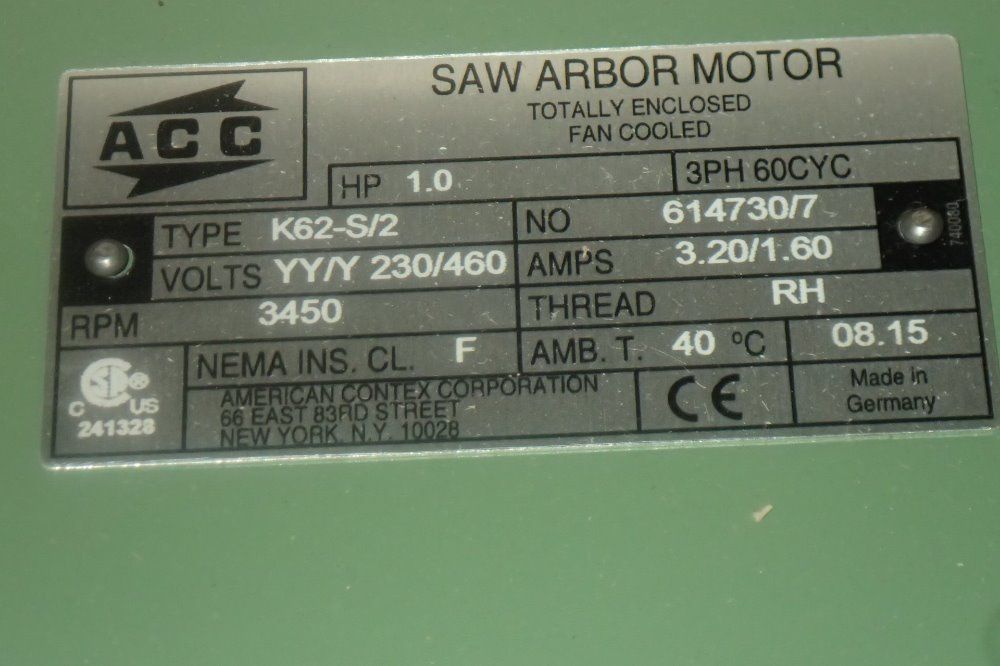 ACC
SAW ARBOR MOTOR
TOTALLY ENCLOSED
FAN COOLED
HP 1.0 3PH 60CYC
TYPE K62-S/2 NO 614730/7
VOLTS YY/Y 230/460 AMPS 3.20/1.60
740080
RPM 3450 THREAD RH
NEMA INS. CL. F AMB. T. 40 °C 08.15
C US
241328
AMERICAN CONTEX CORPORATION
66 EAST 83RD STREET
NEW YORK, N.Y. 10028
CE
Made in
Germany